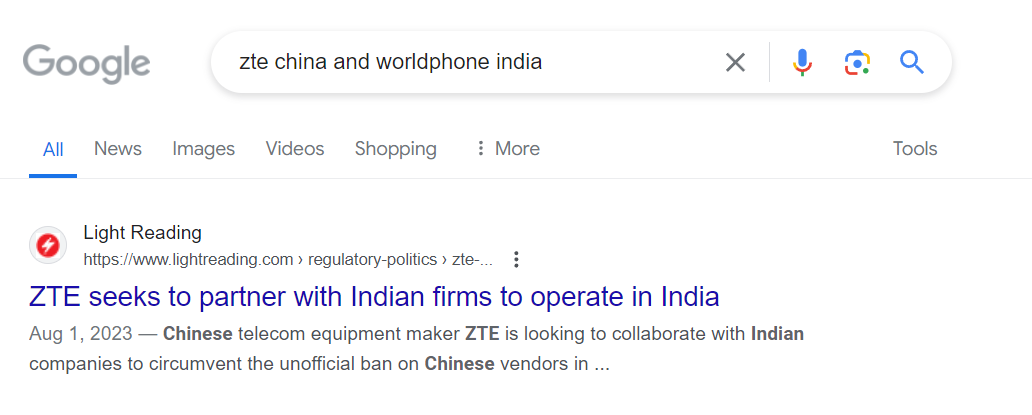 Google
zte china and worldphone india
All News Images Videos Shopping More Tools
Light Reading
https://www.lightreading.com › regulatory-politics › zte-...
ZTE seeks to partner with Indian firms to operate in India
Aug 1, 2023 — Chinese telecom equipment maker ZTE is looking to collaborate with Indian
companies to circumvent the unofficial ban on Chinese vendors in ...